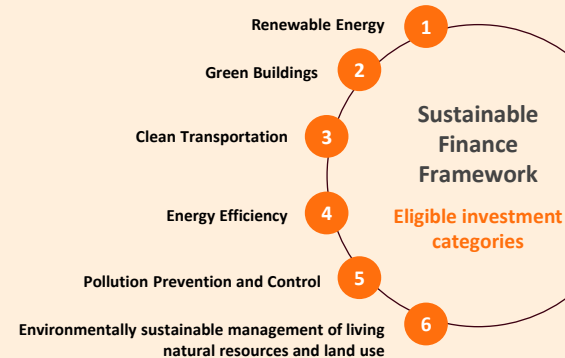 Renewable Energy 1
Green Buildings 2
Clean Transportation 3
Energy Efficiency 4
Pollution Prevention and Control 5
Environmentally sustainable management of living
natural resources and land use
6
Sustainable
Finance
Framework
Eligible investment
categories